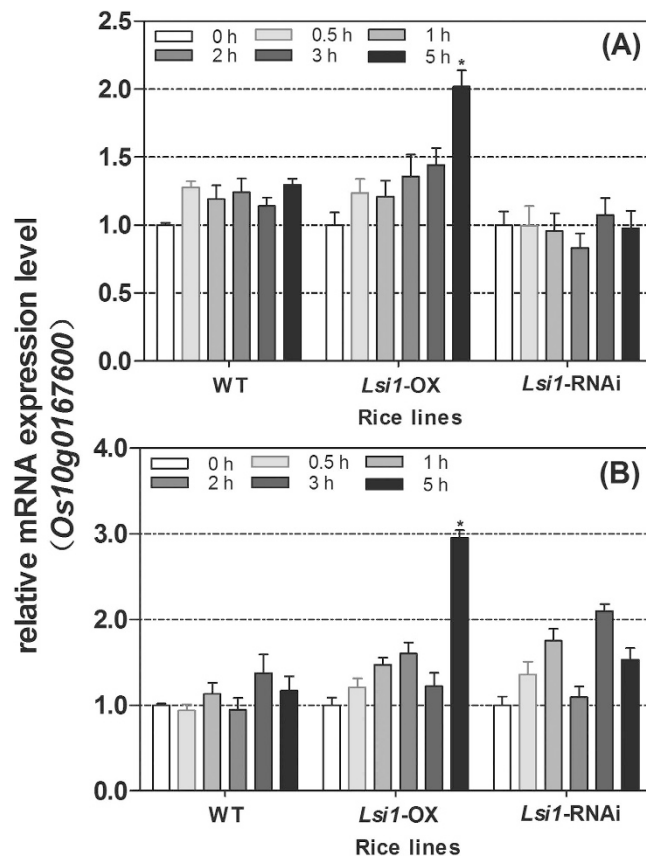 relative mRNA expression level
(Os10g0167600)
2.5
2.0
1.5
1.0
0.5
0.0
0 h 0.5 h 1 h
2 h 3 h 5 h
(A)
*
WT Lsi1-OX Lsi1-RNAi
Rice lines
4.0
3.0
2.0
1.0
0.0
0 h 0.5 h 1 h
2 h 3 h 5 h
(B)
*
WT Lsi1-OX Lsi1-RNAi
Rice lines